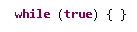 while (true) { }